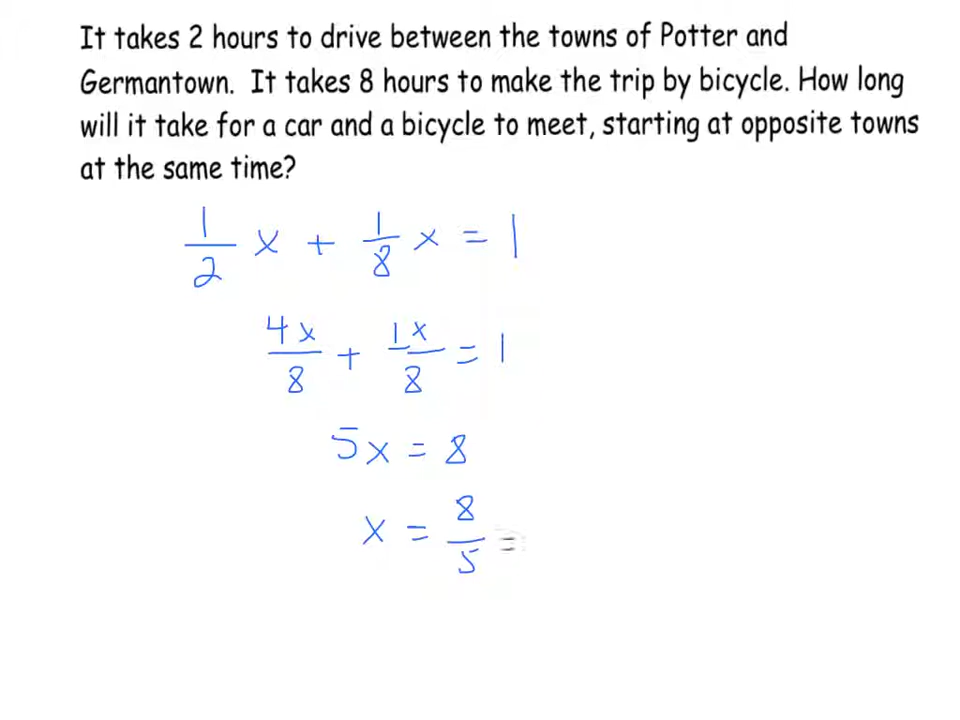 It takes 2 hours to drive between the towns of Potter and
Germantown. It takes 8 hours to make the trip by bicycle. How long
will it take for a car and a bicycle to meet, starting at opposite towns
at the same time?
1/2 x + 1/8 x = 1
4x/8 + 1x/8 = 1
5x = 8
x = 8/5 =